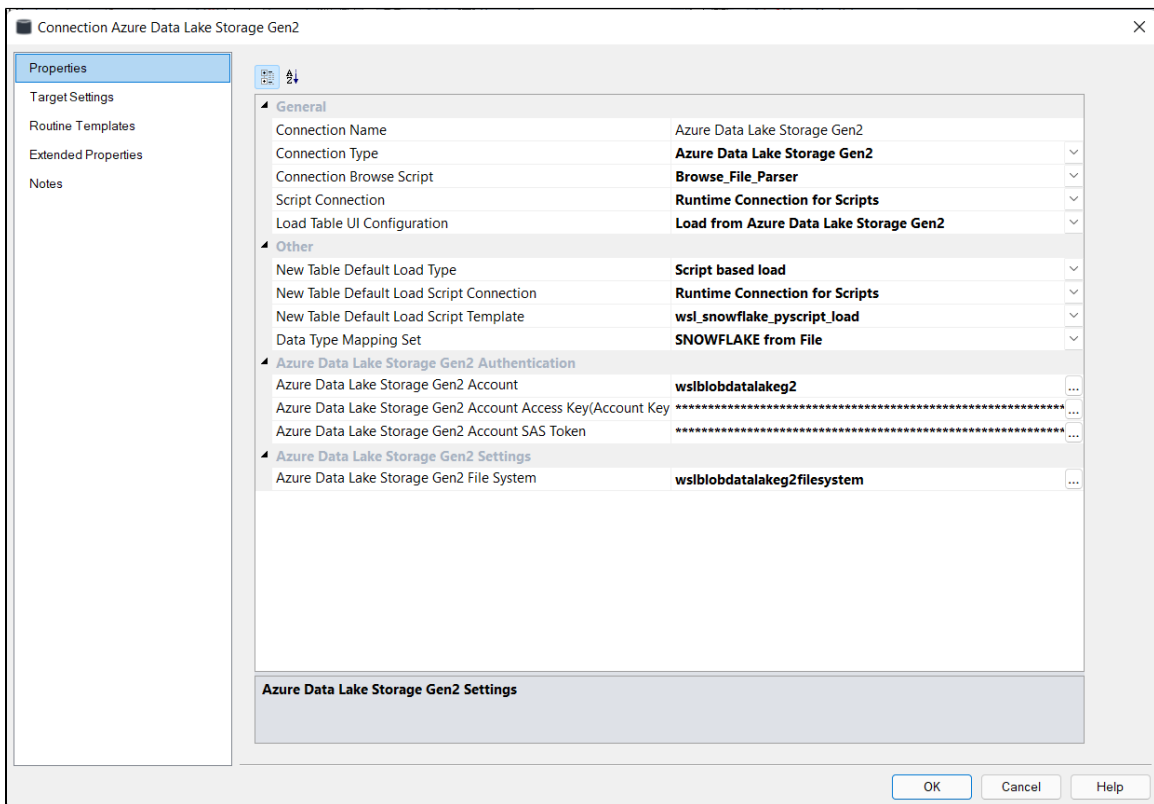 Connection Azure Data Lake Storage Gen2
Properties
Target Settings
Routine Templates
Extended Properties
Notes
General
Connection Name Azure Data Lake Storage Gen2
Connection Type Azure Data Lake Storage Gen2
Connection Browse Script Browse_File_Parser
Script Connection Runtime Connection for Scripts
Load Table UI Configuration Load from Azure Data Lake Storage Gen2
Other
New Table Default Load Type Script based load
New Table Default Load Script Connection Runtime Connection for Scripts
New Table Default Load Script Template wsl_snowflake_pyscript_load
Data Type Mapping Set SNOWFLAKE from File
Azure Data Lake Storage Gen2 Authentication
Azure Data Lake Storage Gen2 Account wslblobdatalakeg2 ...
Azure Data Lake Storage Gen2 Account Access Key(Account Key ************************************************************ ...
Azure Data Lake Storage Gen2 Account SAS Token ************************************************************ ...
Azure Data Lake Storage Gen2 Settings
Azure Data Lake Storage Gen2 File System wslblobdatalakeg2filesystem ...
Azure Data Lake Storage Gen2 Settings
OK Cancel Help